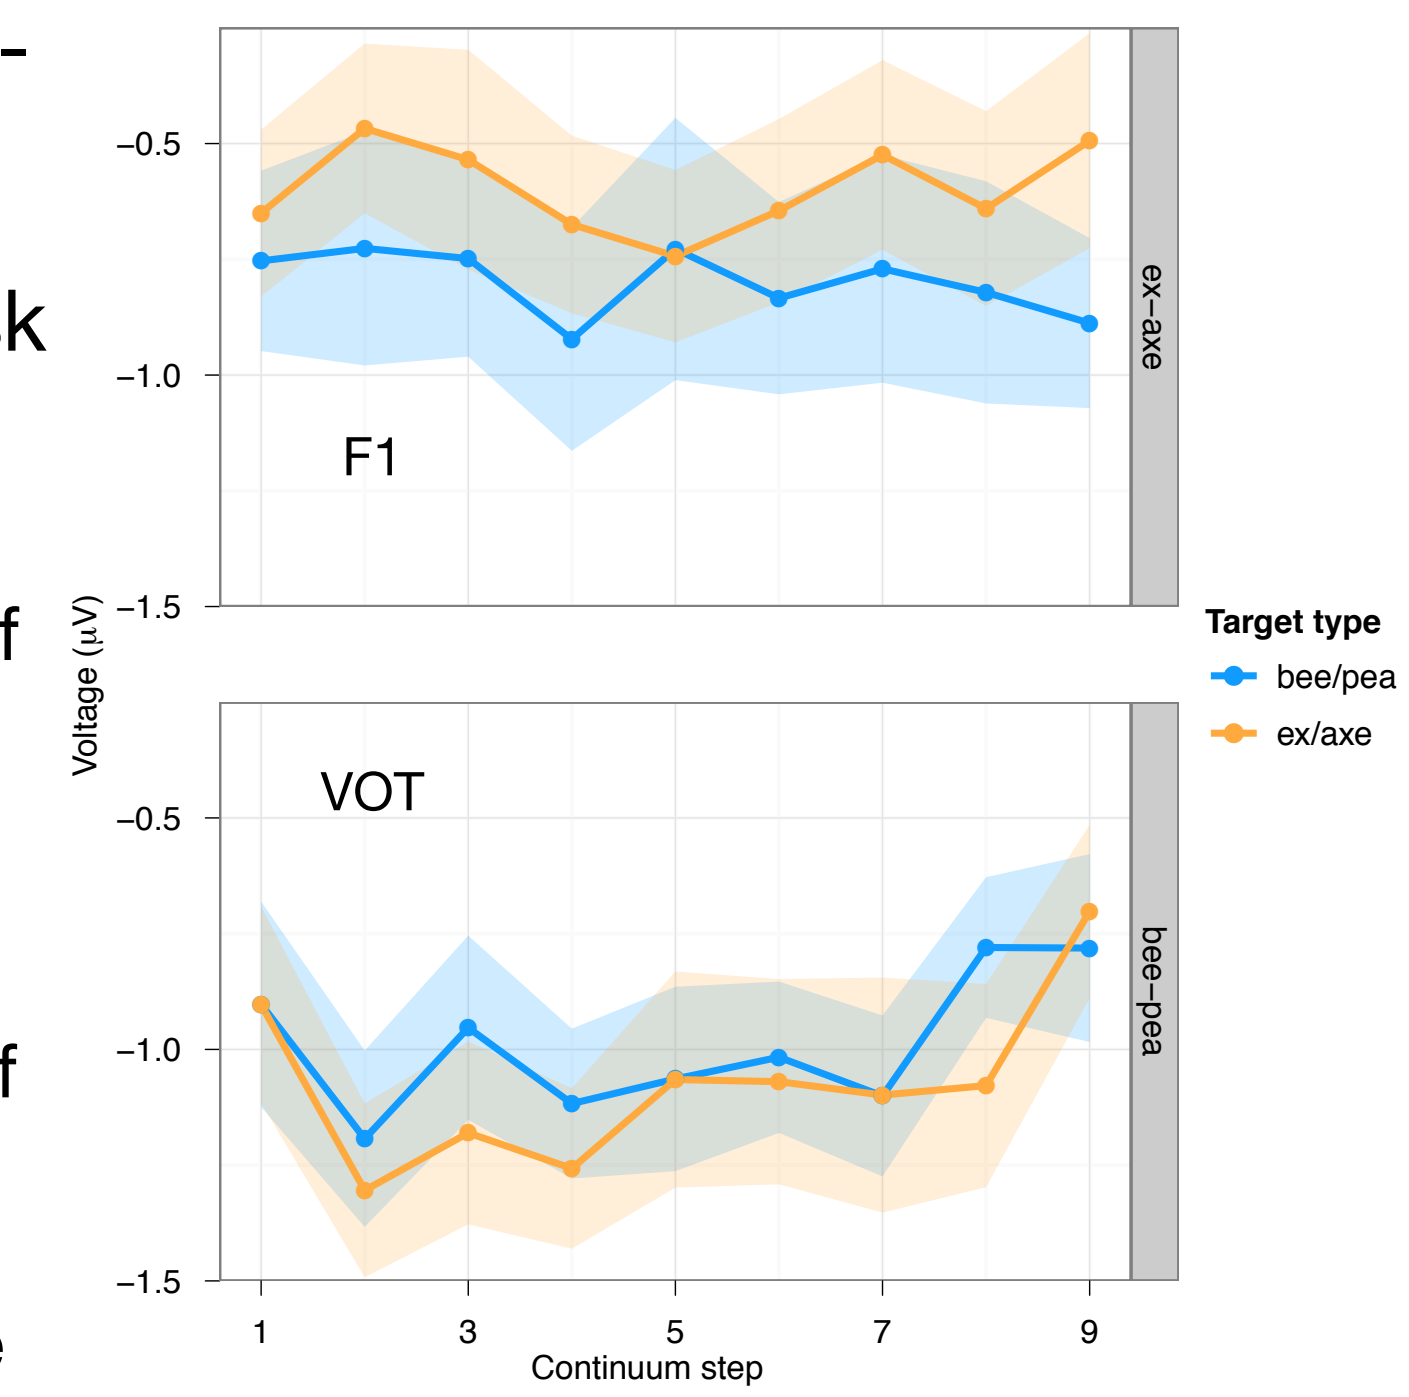 -
k
f
f
e
−0.5
−1.0
−1.5
F1
ex−axe
Voltage (μV)
−0.5
−1.0
−1.5
VOT
bee−pea
1 3 5 7 9
Continuum step
Target type
bee/pea
ex/axe